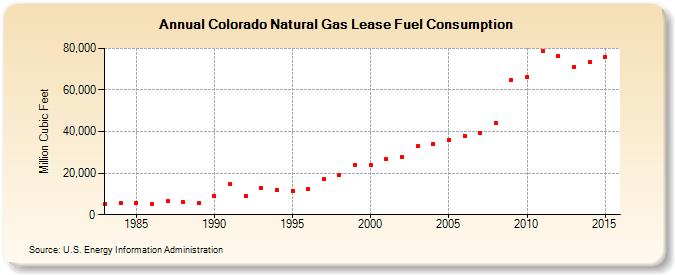 Annual Colorado Natural Gas Lease Fuel Consumption
Million Cubic Feet
80,000
60,000
40,000
20,000
0
1985 1990 1995 2000 2005 2010 2015
Source: U.S. Energy Information Administration